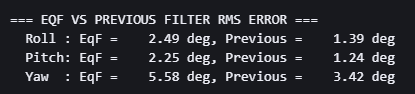 === EQF VS PREVIOUS FILTER RMS ERROR ===
Roll : EqF =    2.49 deg, Previous =    1.39 deg
Pitch: EqF =    2.25 deg, Previous =    1.24 deg
Yaw  : EqF =    5.58 deg, Previous =    3.42 deg